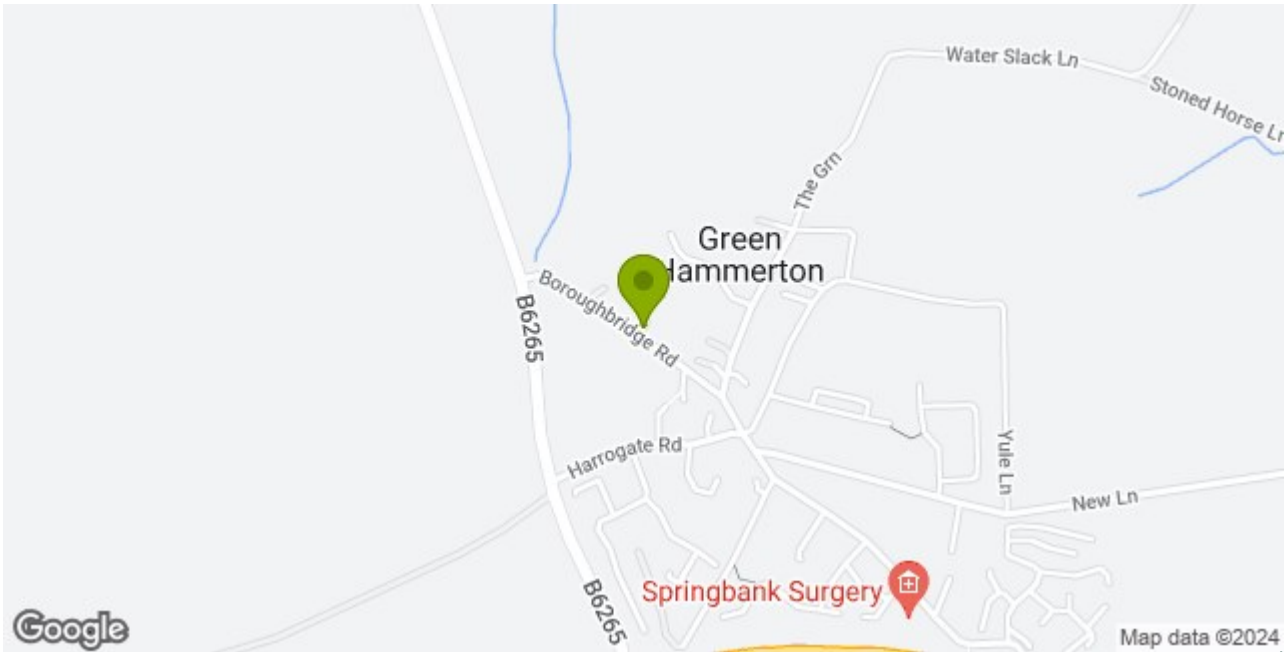 Water Slack Ln
Stoned Horse Ln
The Grn
Green
Hammerton
Boroughbridge Rd
B6265
Harrogate Rd
Yule Ln
New Ln
Springbank Surgery
B6265
Google
Map data ©2024